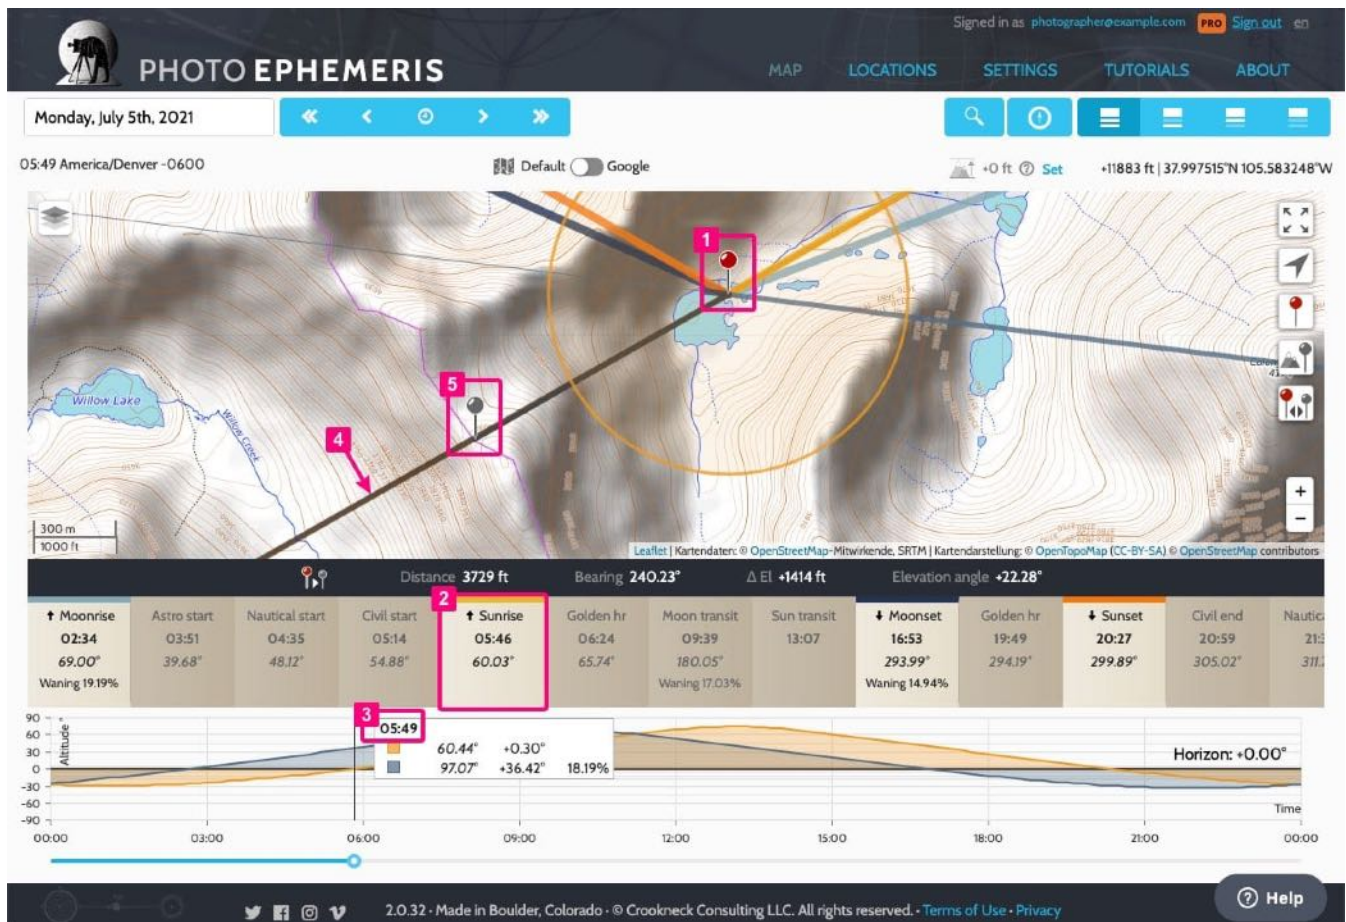 Signed in as photographer@example.com PRO Sign out en
PHOTO EPHEMERIS
MAP LOCATIONS SETTINGS TUTORIALS ABOUT
Monday, July 5th, 2021
05:49 America/Denver -0600
Default Google
+0 ft Set
+11883 ft | 37.997515°N 105.583248°W
1
5
4
Willow Lake
Willow Creek
300 m
1000 ft
+
−
Leaflet | Kartendaten: © OpenStreetMap-Mitwirkende, SRTM | Kartendarstellung: © OpenTopoMap (CC-BY-SA) © OpenStreetMap contributors
Distance 3729 ft Bearing 240.23° Δ El +1414 ft Elevation angle +22.28°
2
Moonrise Astro start Nautical start Civil start Sunrise Golden hr Moon transit Sun transit Moonset Golden hr Sunset Civil end
02:34 03:51 04:35 05:14 05:46 06:24 09:39 13:07 16:53 19:49 20:27 20:59
69.00° 39.68° 48.12° 54.88° 60.03° 65.74° 180.05° 293.99° 294.19° 299.89° 305.02°
Waning 19.19% Waning 17.03% Waning 14.94%
3
05:49
60.44° +0.30°
97.07° +36.42° 18.19%
Horizon: +0.00°
Altitude °
90
60
30
0
-30
-60
-90
Time
00:00 03:00 06:00 09:00 12:00 15:00 18:00 21:00 00:00
2.0.32 · Made in Boulder, Colorado · © Crookneck Consulting LLC. All rights reserved. · Terms of Use · Privacy
Help